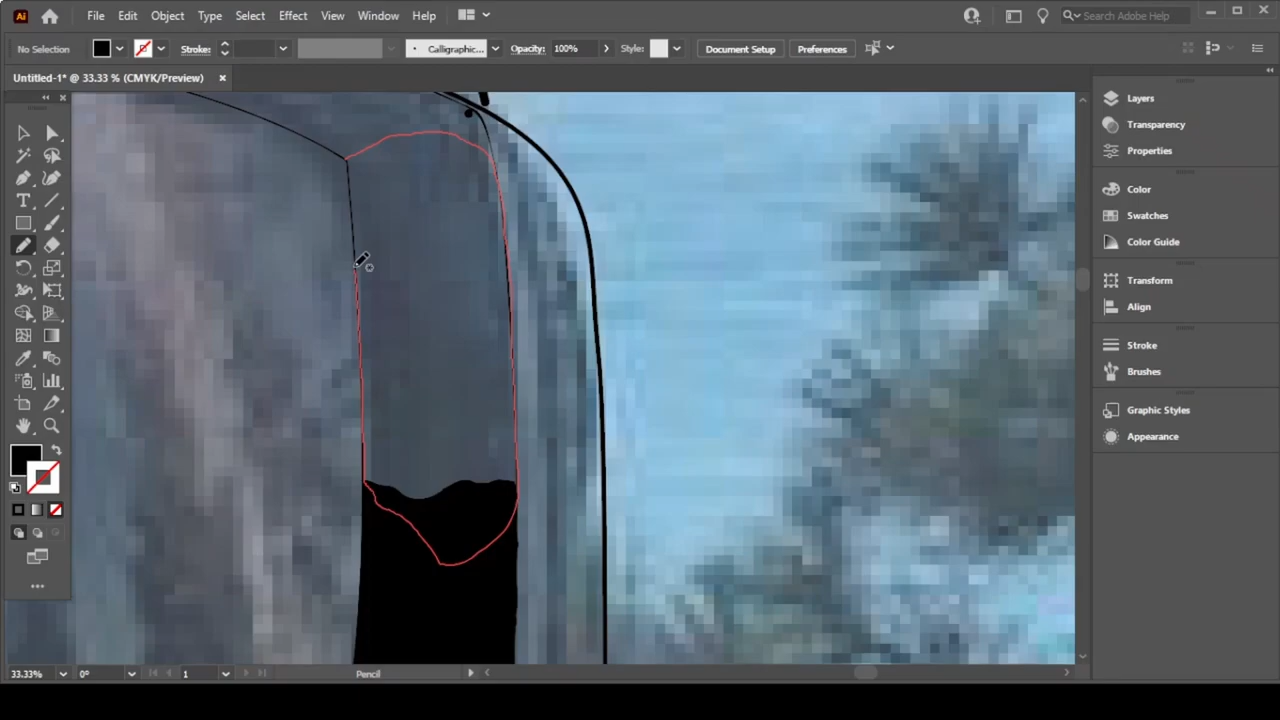 Ai File Edit Object Type Select Effect View Window Help Search Adobe Help
No Selection Stroke: Calligraphic... Opacity: 100% Style: Document Setup Preferences
Untitled-1* @ 33.33 % (CMYK/Preview)
Layers
Transparency
Properties
Color
Swatches
Color Guide
Transform
Align
Stroke
Brushes
Graphic Styles
Appearance
33.33% 0° 1 Pencil